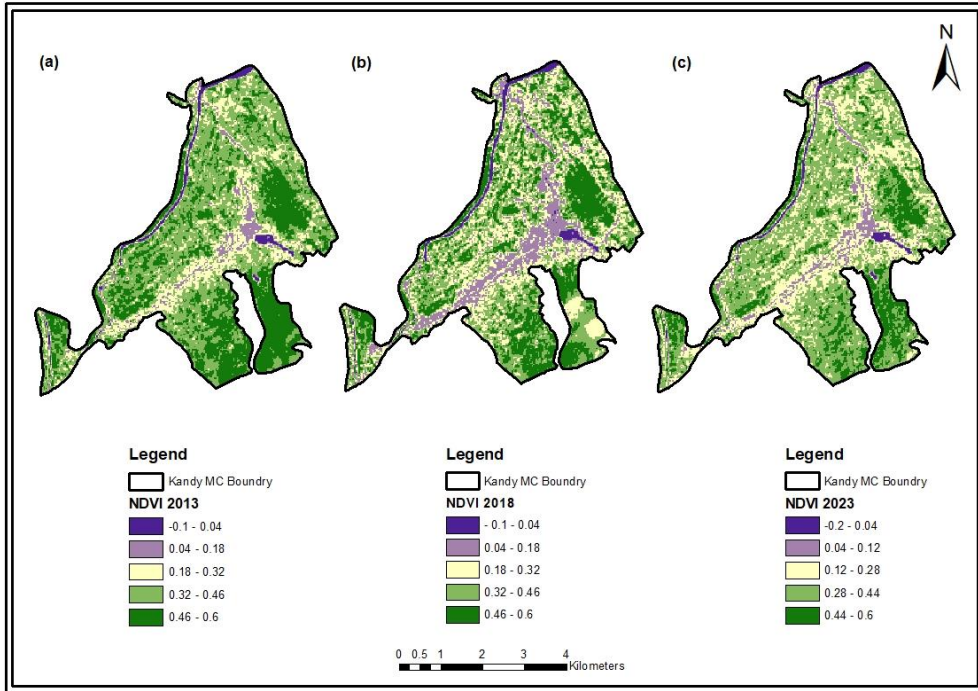 (a)
(b)
(c)
N
Legend
Kandy MC Boundry
NDVI 2013
-0.1 - 0.04
0.04 - 0.18
0.18 - 0.32
0.32 - 0.46
0.46 - 0.6
Legend
Kandy MC Boundry
NDVI 2018
- 0.1 - 0.04
0.04 - 0.18
0.18 - 0.32
0.32 - 0.46
0.46 - 0.6
Legend
Kandy MC Boundry
NDVI 2023
-0.2 - 0.04
0.04 - 0.12
0.12 - 0.28
0.28 - 0.44
0.44 - 0.6
0 0.5 1 2 3 4
Kilometers